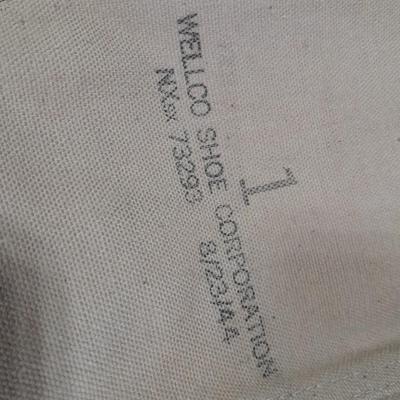 1
WELLCO SHOE CORPORATION
NXsx 73293 8/23/44